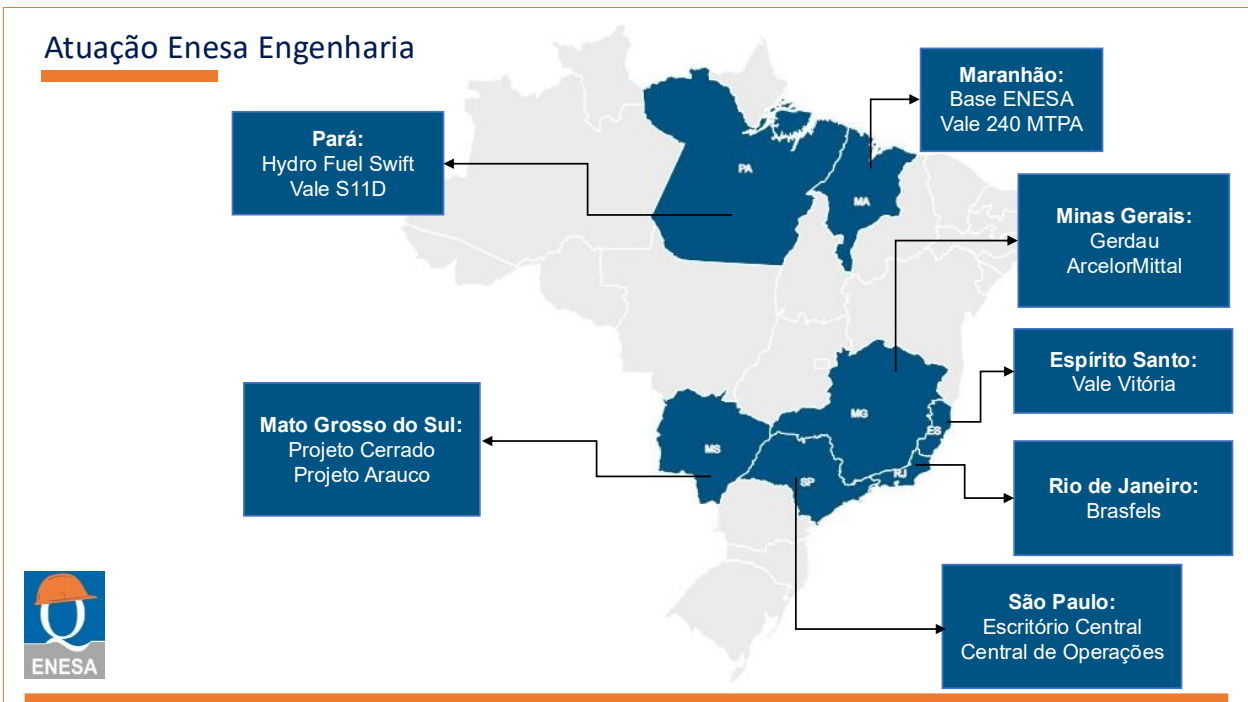 Atuação Enesa Engenharia
Maranhão:
Base ENESA
Vale 240 MTPA
Pará:
Hydro Fuel Swift
Vale S11D
PA
MA
Minas Gerais:
Gerdau
ArcelorMittal
Espírito Santo:
Vale Vitória
Mato Grosso do Sul:
Projeto Cerrado
Projeto Arauco
MG
ES
MS
RJ
SP
Rio de Janeiro:
Brasfels
São Paulo:
Escritório Central
Central de Operações
ENESA